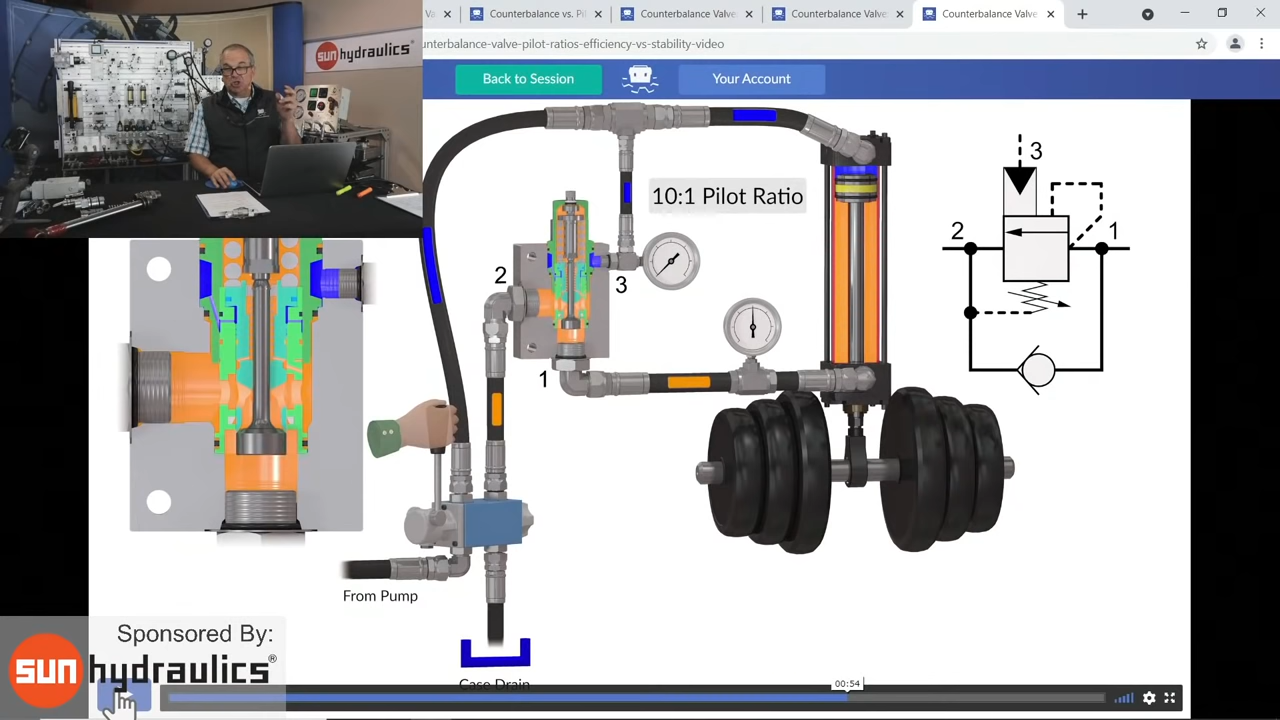 Va
Counterbalance vs. Pi
Counterbalance Valve
Counterbalance Valve
Counterbalance Valve
unterbalance-valve-pilot-ratios-efficiency-vs-stability-video
sun hydraulics®
Back to Session
Your Account
10:1 Pilot Ratio
3
2
1
2
3
1
From Pump
Case Drain
Sponsored By:
sun hydraulics®
00:54